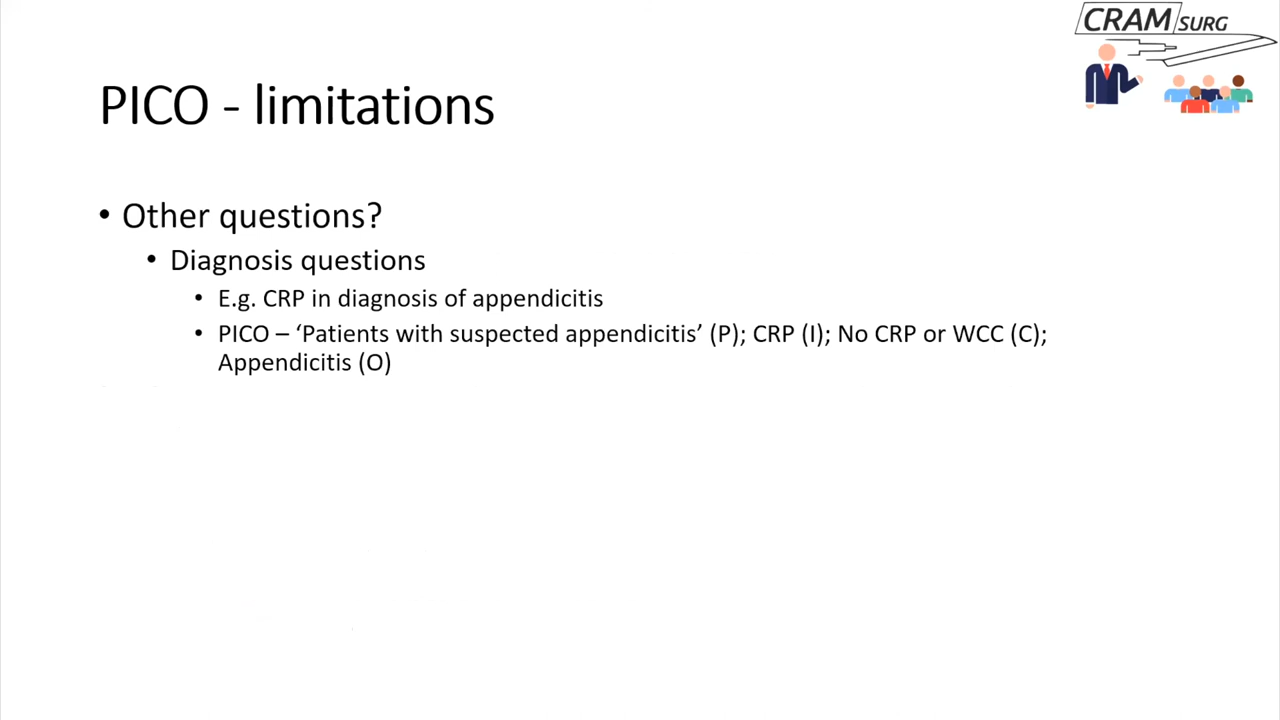 CRAM SURG
PICO - limitations
• Other questions?
• Diagnosis questions
• E.g. CRP in diagnosis of appendicitis
• PICO – ‘Patients with suspected appendicitis’ (P); CRP (I); No CRP or WCC (C);
Appendicitis (O)